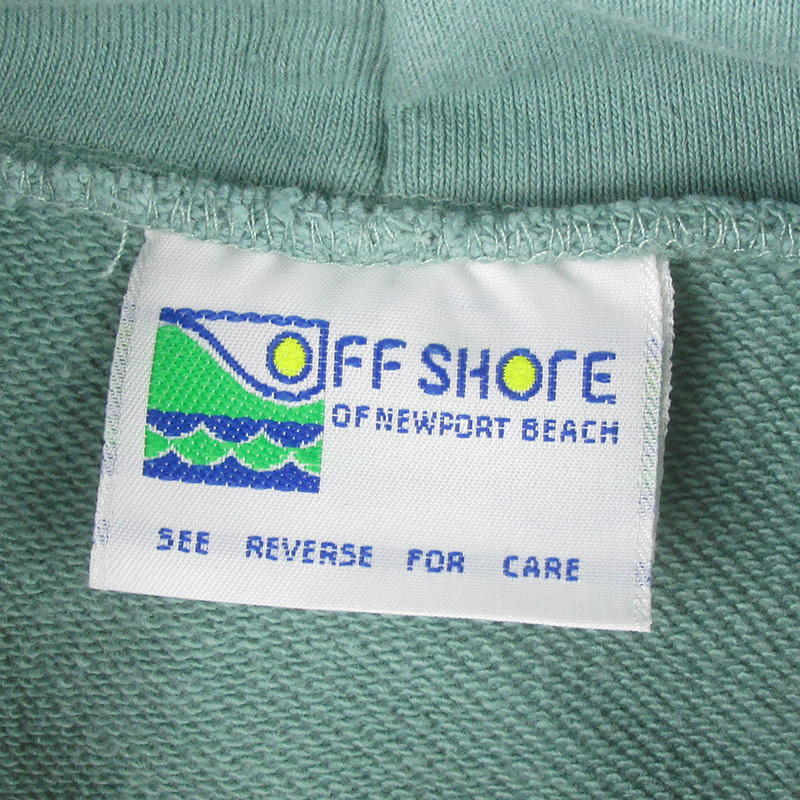 OFF SHORE
OF NEWPORT BEACH
SEE REVERSE FOR CARE